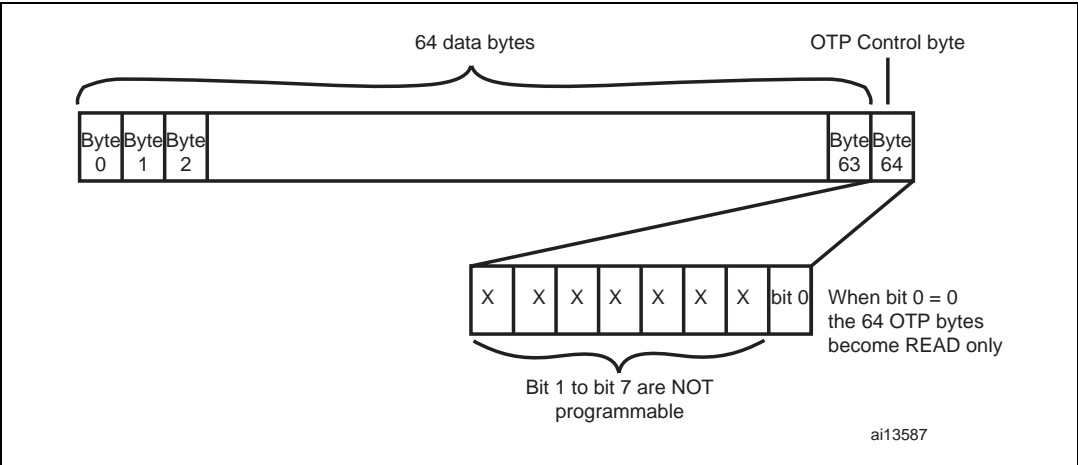 64 data bytes
OTP Control byte
Byte 0
Byte 1
Byte 2
Byte 63
Byte 64
X X X X X X X bit 0
When bit 0 = 0
the 64 OTP bytes
become READ only
Bit 1 to bit 7 are NOT
programmable
ai13587